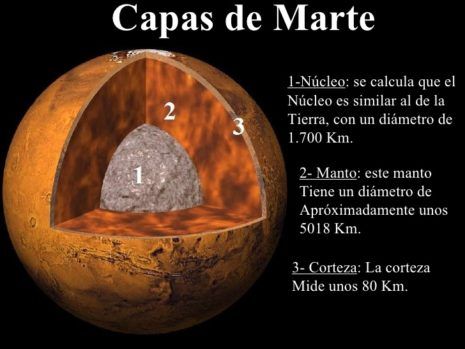 Capas de Marte
1-Núcleo: se calcula que el
Núcleo es similar al de la
Tierra, con un diámetro de
1.700 Km.
2- Manto: este manto
Tiene un diámetro de
Apróximadamente unos
5018 Km.
3- Corteza: La corteza
Mide unos 80 Km.
2
3
1